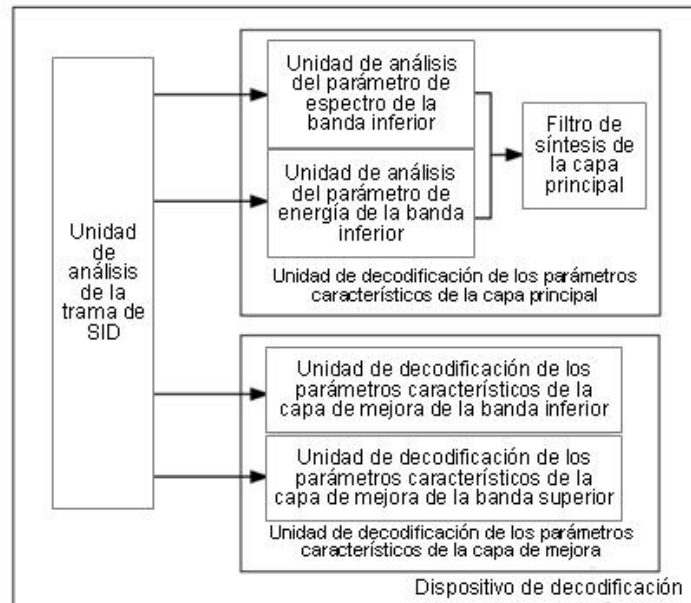 Unidad
de
análisis
de la
trama de
SID
Unidad de análisis
del parámetro de
espectro de la
banda inferior
Unidad de análisis
del parámetro de
energía de la banda
inferior
Filtro de
síntesis de
la capa
principal
Unidad de decodificación de los parámetros
característicos de la capa principal
Unidad de decodificación de los
parámetros característicos de la
capa de mejora de la banda inferior
Unidad de decodificación de los
parámetros característicos de la
capa de mejora de la banda superior
Unidad de decodificación de los parámetros
característicos de la capa de mejora
Dispositivo de decodificación